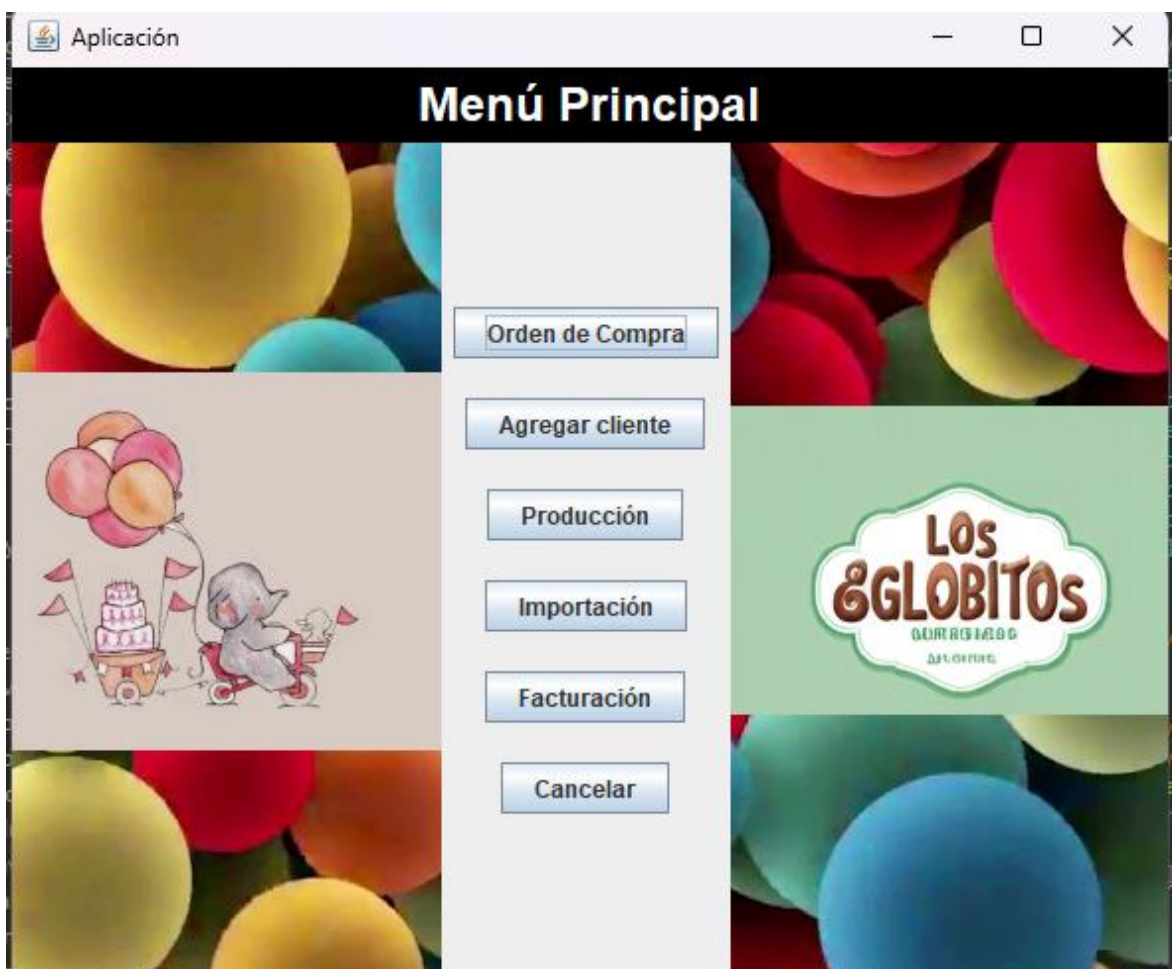 Aplicación
Menú Principal
Orden de Compra
Agregar cliente
Producción
Importación
Facturación
Cancelar
LOS
GLOBITOS